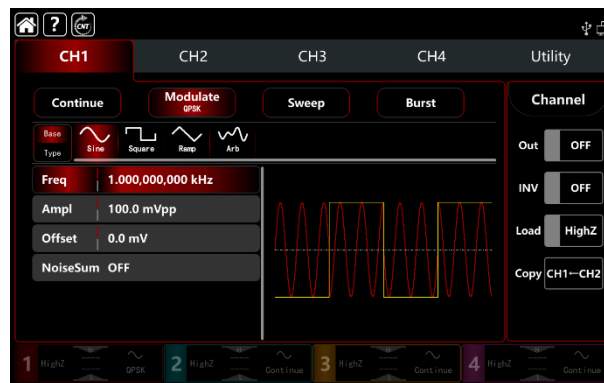 ? CNT
CH1 CH2 CH3 CH4 Utility
Continue Modulate Sweep Burst Channel
QPSK
Base
Type Sine Square Ramp Arb
Out OFF
Freq 1.000,000,000 kHz
INV OFF
Ampl 100.0 mVpp
Offset 0.0 mV
Load HighZ
NoiseSum OFF
Copy CH1←CH2
1 HighZ QPSK 2 HighZ Continue 3 HighZ Continue 4 HighZ Continue